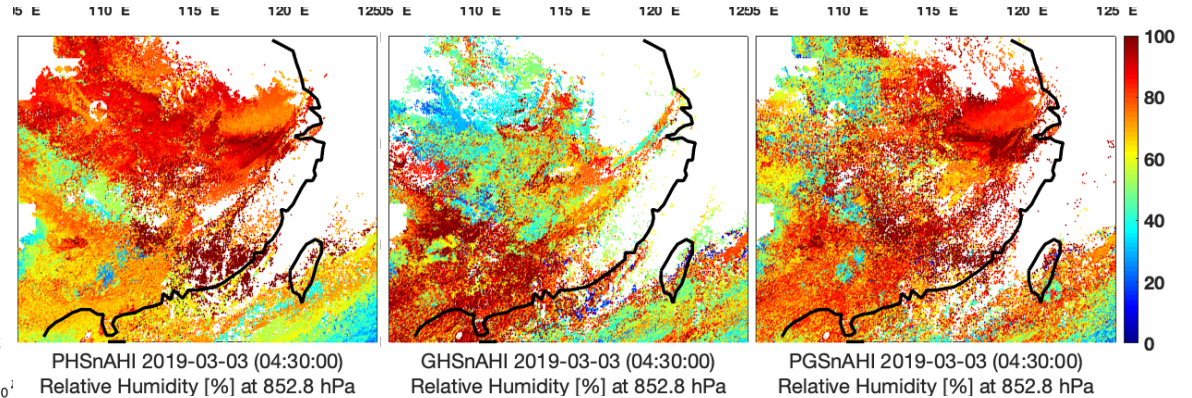 110 E 115 E 120 E 125 E 110 E 115 E 120 E 125 E 110 E 115 E 120 E 125 E
100
80
60
40
20
0
PHSnAHI 2019-03-03 (04:30:00) GHSnAHI 2019-03-03 (04:30:00) PGSnAHI 2019-03-03 (04:30:00)
Relative Humidity [%] at 852.8 hPa Relative Humidity [%] at 852.8 hPa Relative Humidity [%] at 852.8 hPa